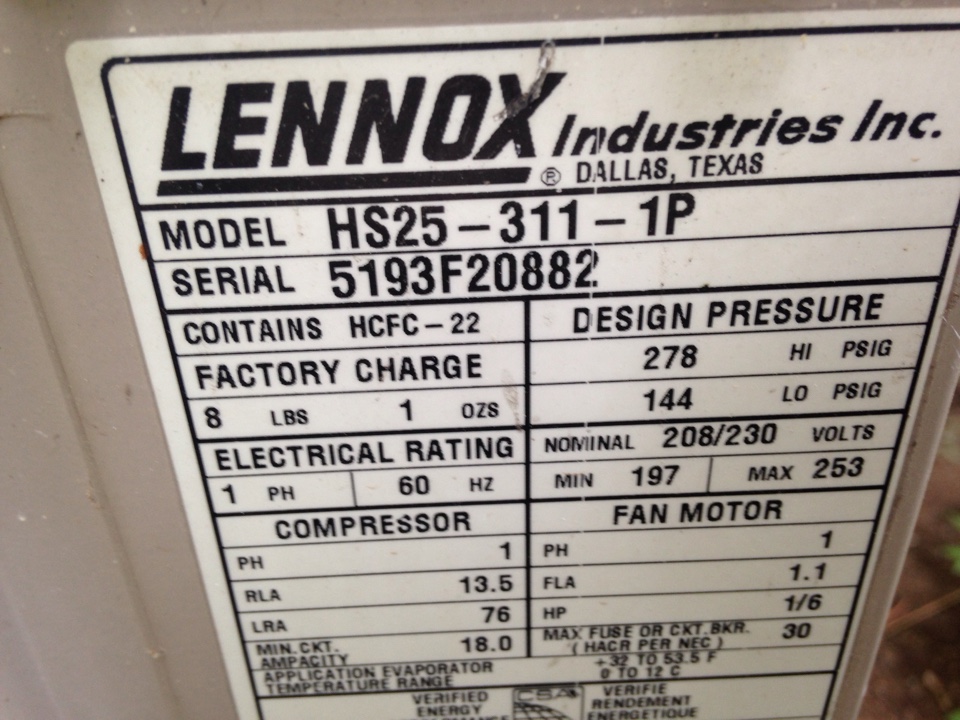 LENNOX Industries Inc.
® DALLAS, TEXAS
MODEL HS25-311-1P
SERIAL 5193F20882
CONTAINS HCFC-22
DESIGN PRESSURE
278 HI PSIG
144 LO PSIG
FACTORY CHARGE
8 LBS 1 OZS
ELECTRICAL RATING
NOMINAL 208/230 VOLTS
1 PH 60 HZ
MIN 197 MAX 253
COMPRESSOR
PH 1
RLA 13.5
LRA 76
MIN. CKT. AMPACITY 18.0
FAN MOTOR
PH 1
FLA 1.1
HP 1/6
MAX FUSE OR CKT. BKR. 30
(HACR PER NEC)
APPLICATION EVAPORATOR
TEMPERATURE RANGE
+32 TO 53.5 F
0 TO 12 C
VERIFIED
ENERGY
CSA
VERIFIE
RENDEMENT
ENERGETIQUE